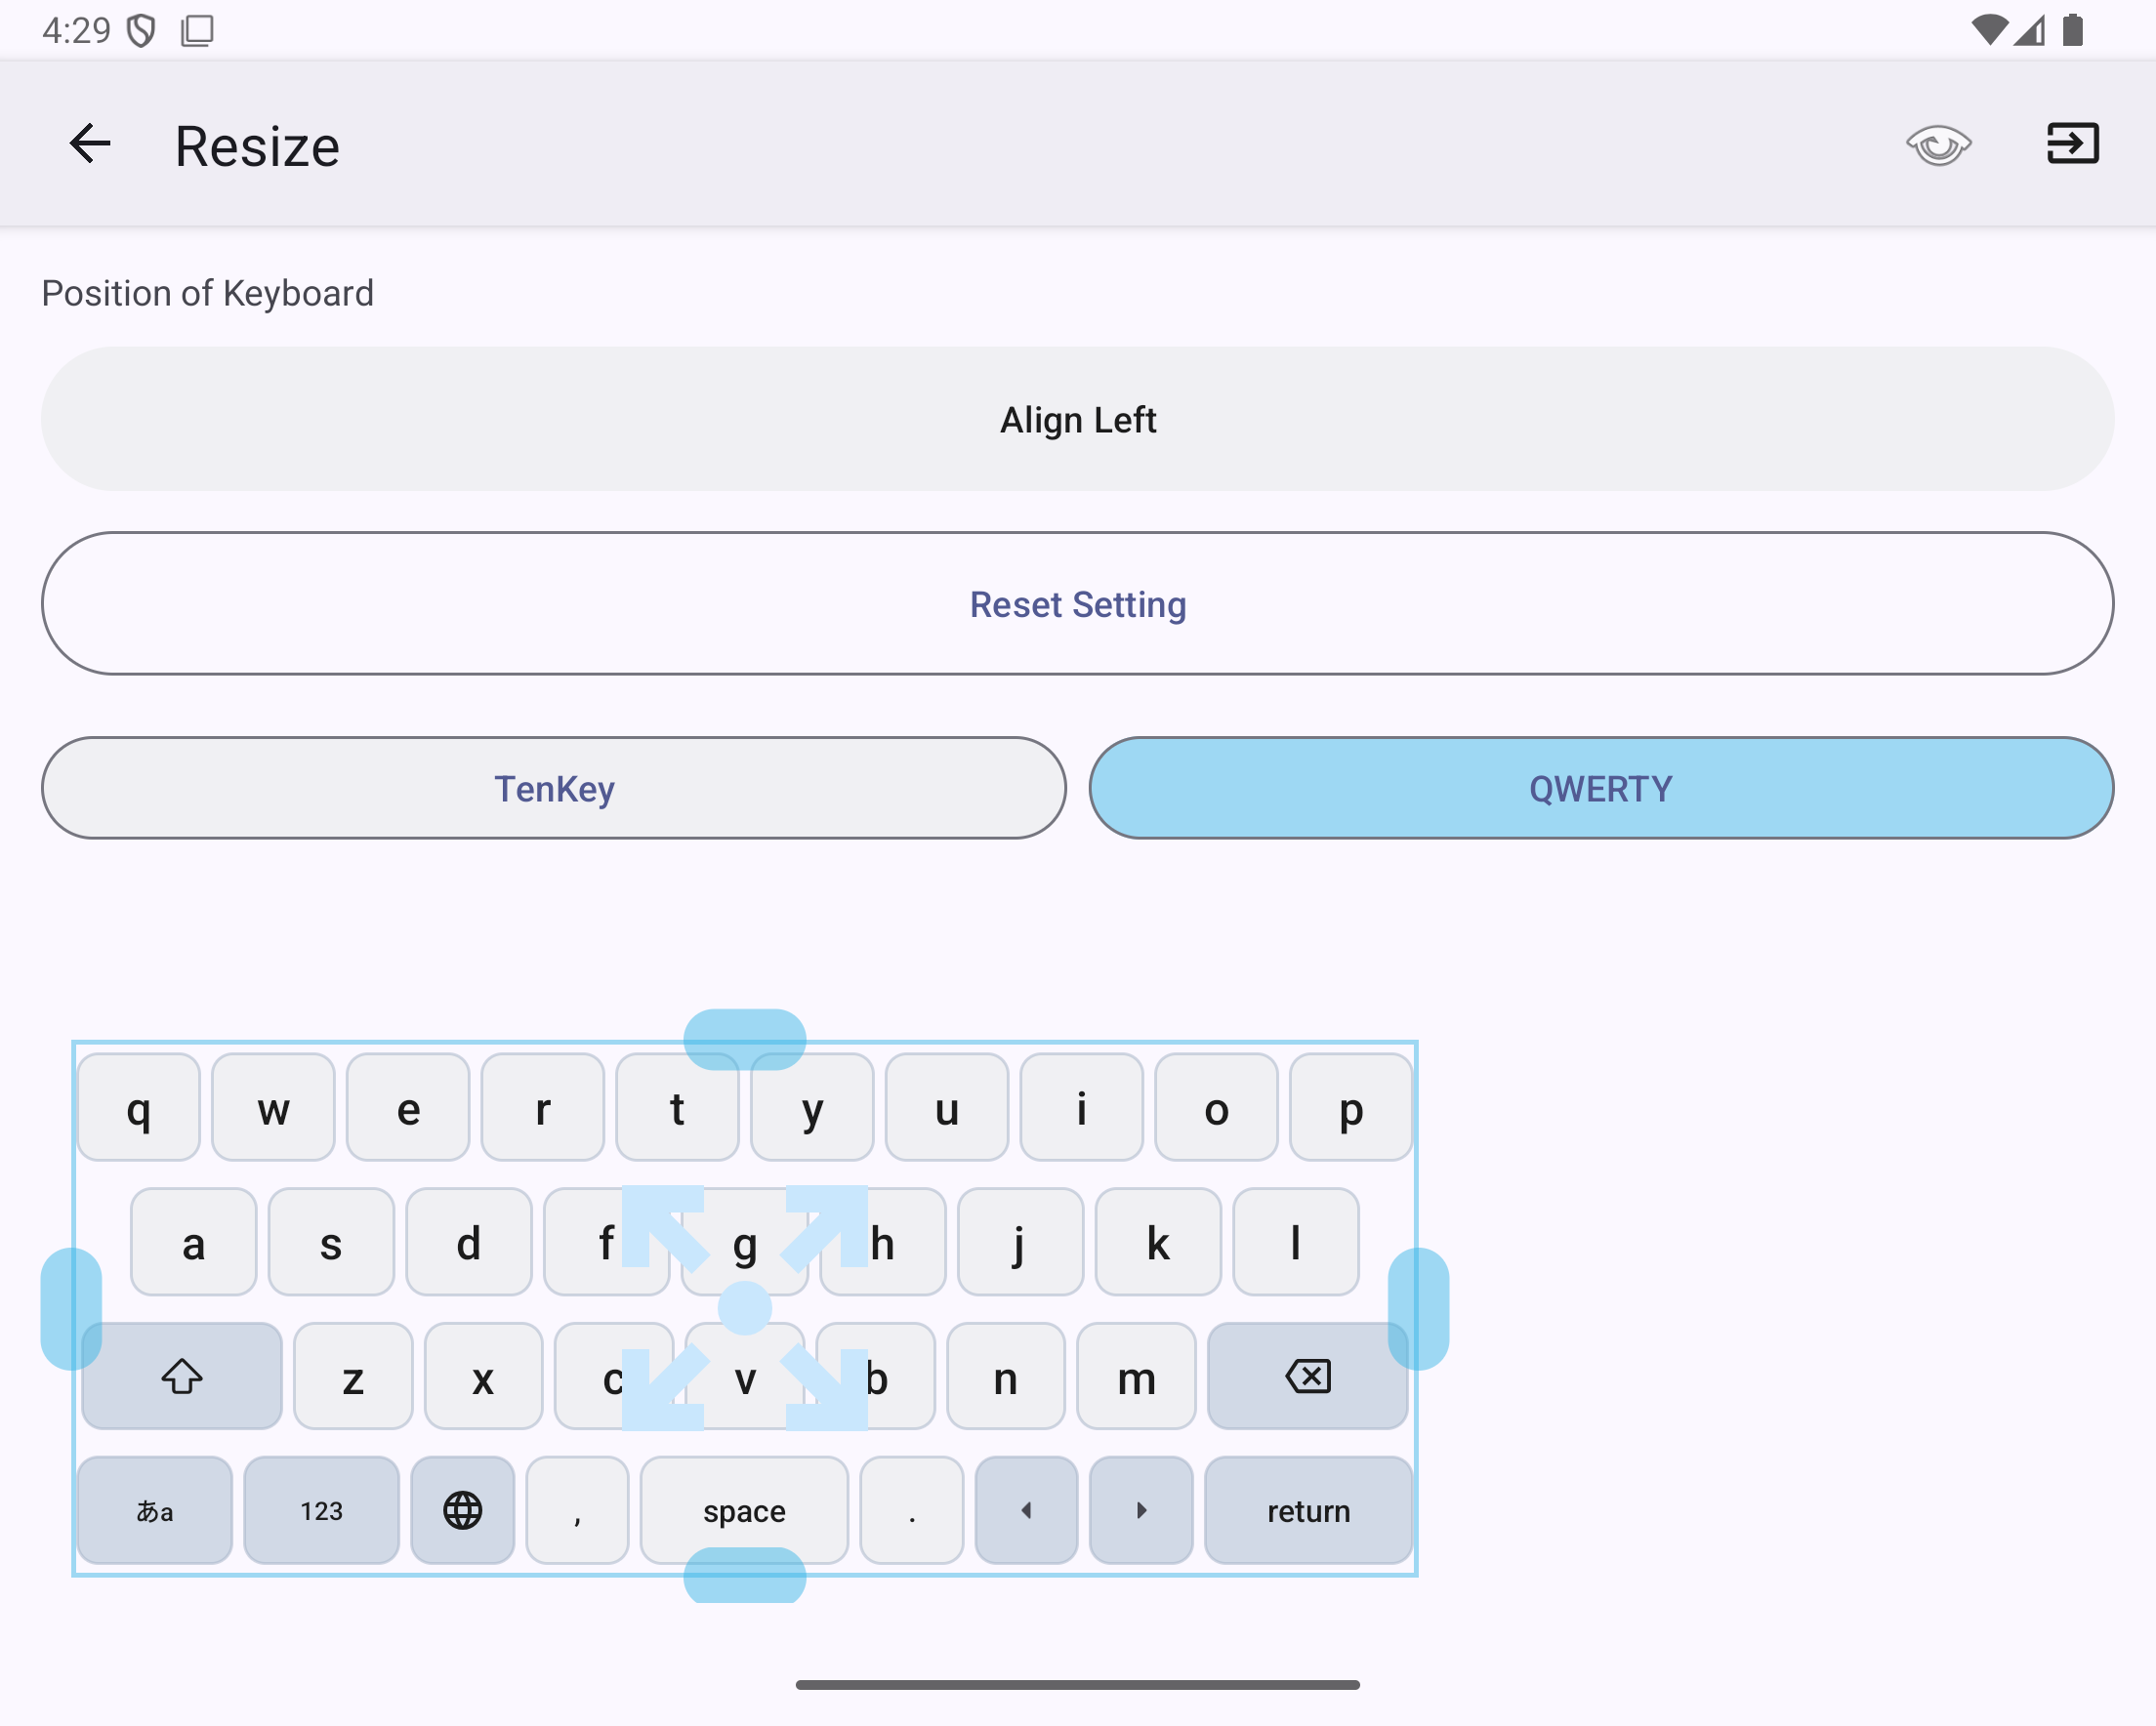 4:29
Resize
Position of Keyboard
Align Left
Reset Setting
TenKey QWERTY
q w e r t y u i o p
a s d f g h j k l
z x c v b n m
あa 123 , space . return